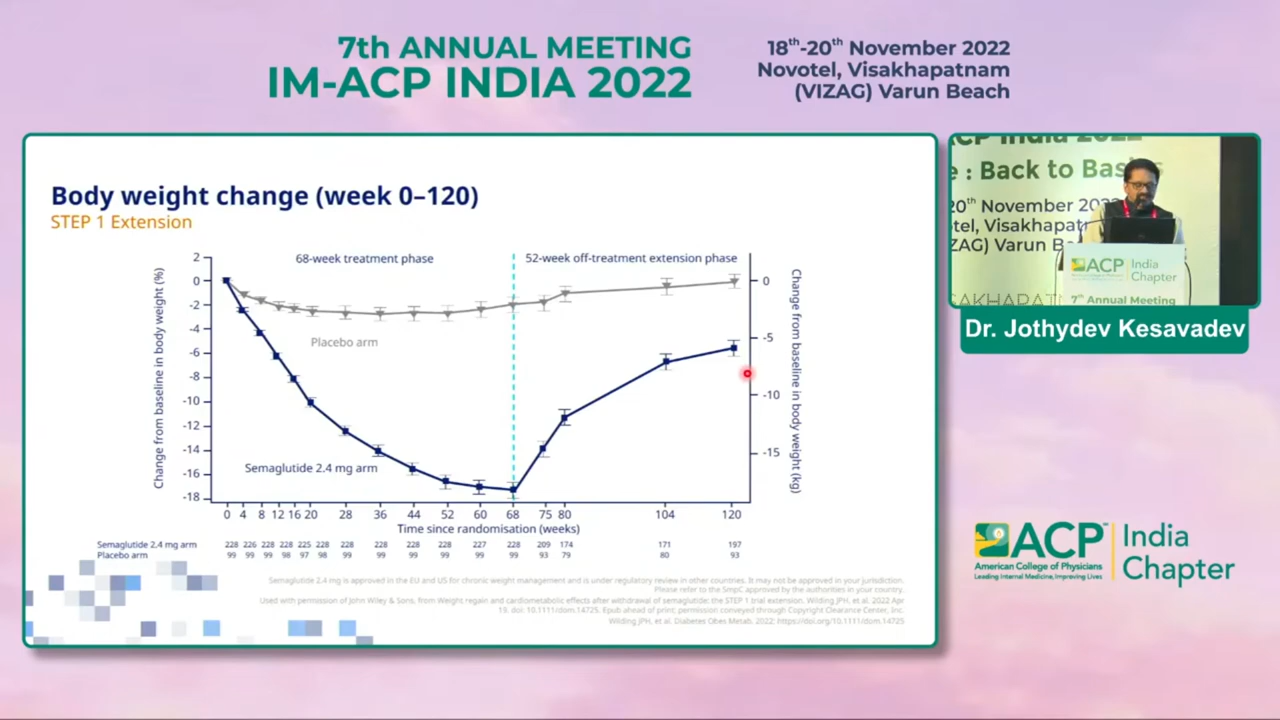 7th ANNUAL MEETING
IM-ACP INDIA 2022
18th-20th November 2022
Novotel, Visakhapatnam
(VIZAG) Varun Beach
Body weight change (week 0–120)
STEP 1 Extension
68-week treatment phase
52-week off-treatment extension phase
Change from baseline in body weight (%)
2
0
-2
-4
-6
-8
-10
-12
-14
-16
-18
Placebo arm
Semaglutide 2.4 mg arm
0
-5
-10
-15
Change from baseline in body weight (kg)
0 4 8 12 16 20 28 36 44 52 60 68 75 80 104 120
Time since randomisation (weeks)
Semaglutide 2.4 mg arm 228 226 228 228 225 228 228 228 228 228 227 228 209 174 171 197
Placebo arm 99 99 99 98 97 98 99 99 99 99 99 99 93 79 80 93
Semaglutide 2.4 mg is approved in the EU and US for chronic weight management and is under regulatory review in other countries. It may not be approved in your jurisdiction.
Please refer to the SmpC approved by the authorities in your country.
Used with permission of John Wiley & Sons, from Weight regain and cardiometabolic effects after withdrawal of semaglutide: the STEP 1 trial extension. Wilding JPH, et al. 2022 Apr
19. doi: 10.1111/dom.14725. Epub ahead of print; permission conveyed through Copyright Clearance Center, Inc.
Wilding JPH, et al. Diabetes Obes Metab. 2022; https://doi.org/10.1111/dom.14725
ACP India 2022
: Back to Bas
20th November 202
tel, Visakhapat
ZAG) Varun B
SAKHAPAT
ACP India
Chapter
7th Annual Meeting
Dr. Jothydev Kesavadev
ACP
American College of Physicians
Leading Internal Medicine, Improving Lives
India
Chapter